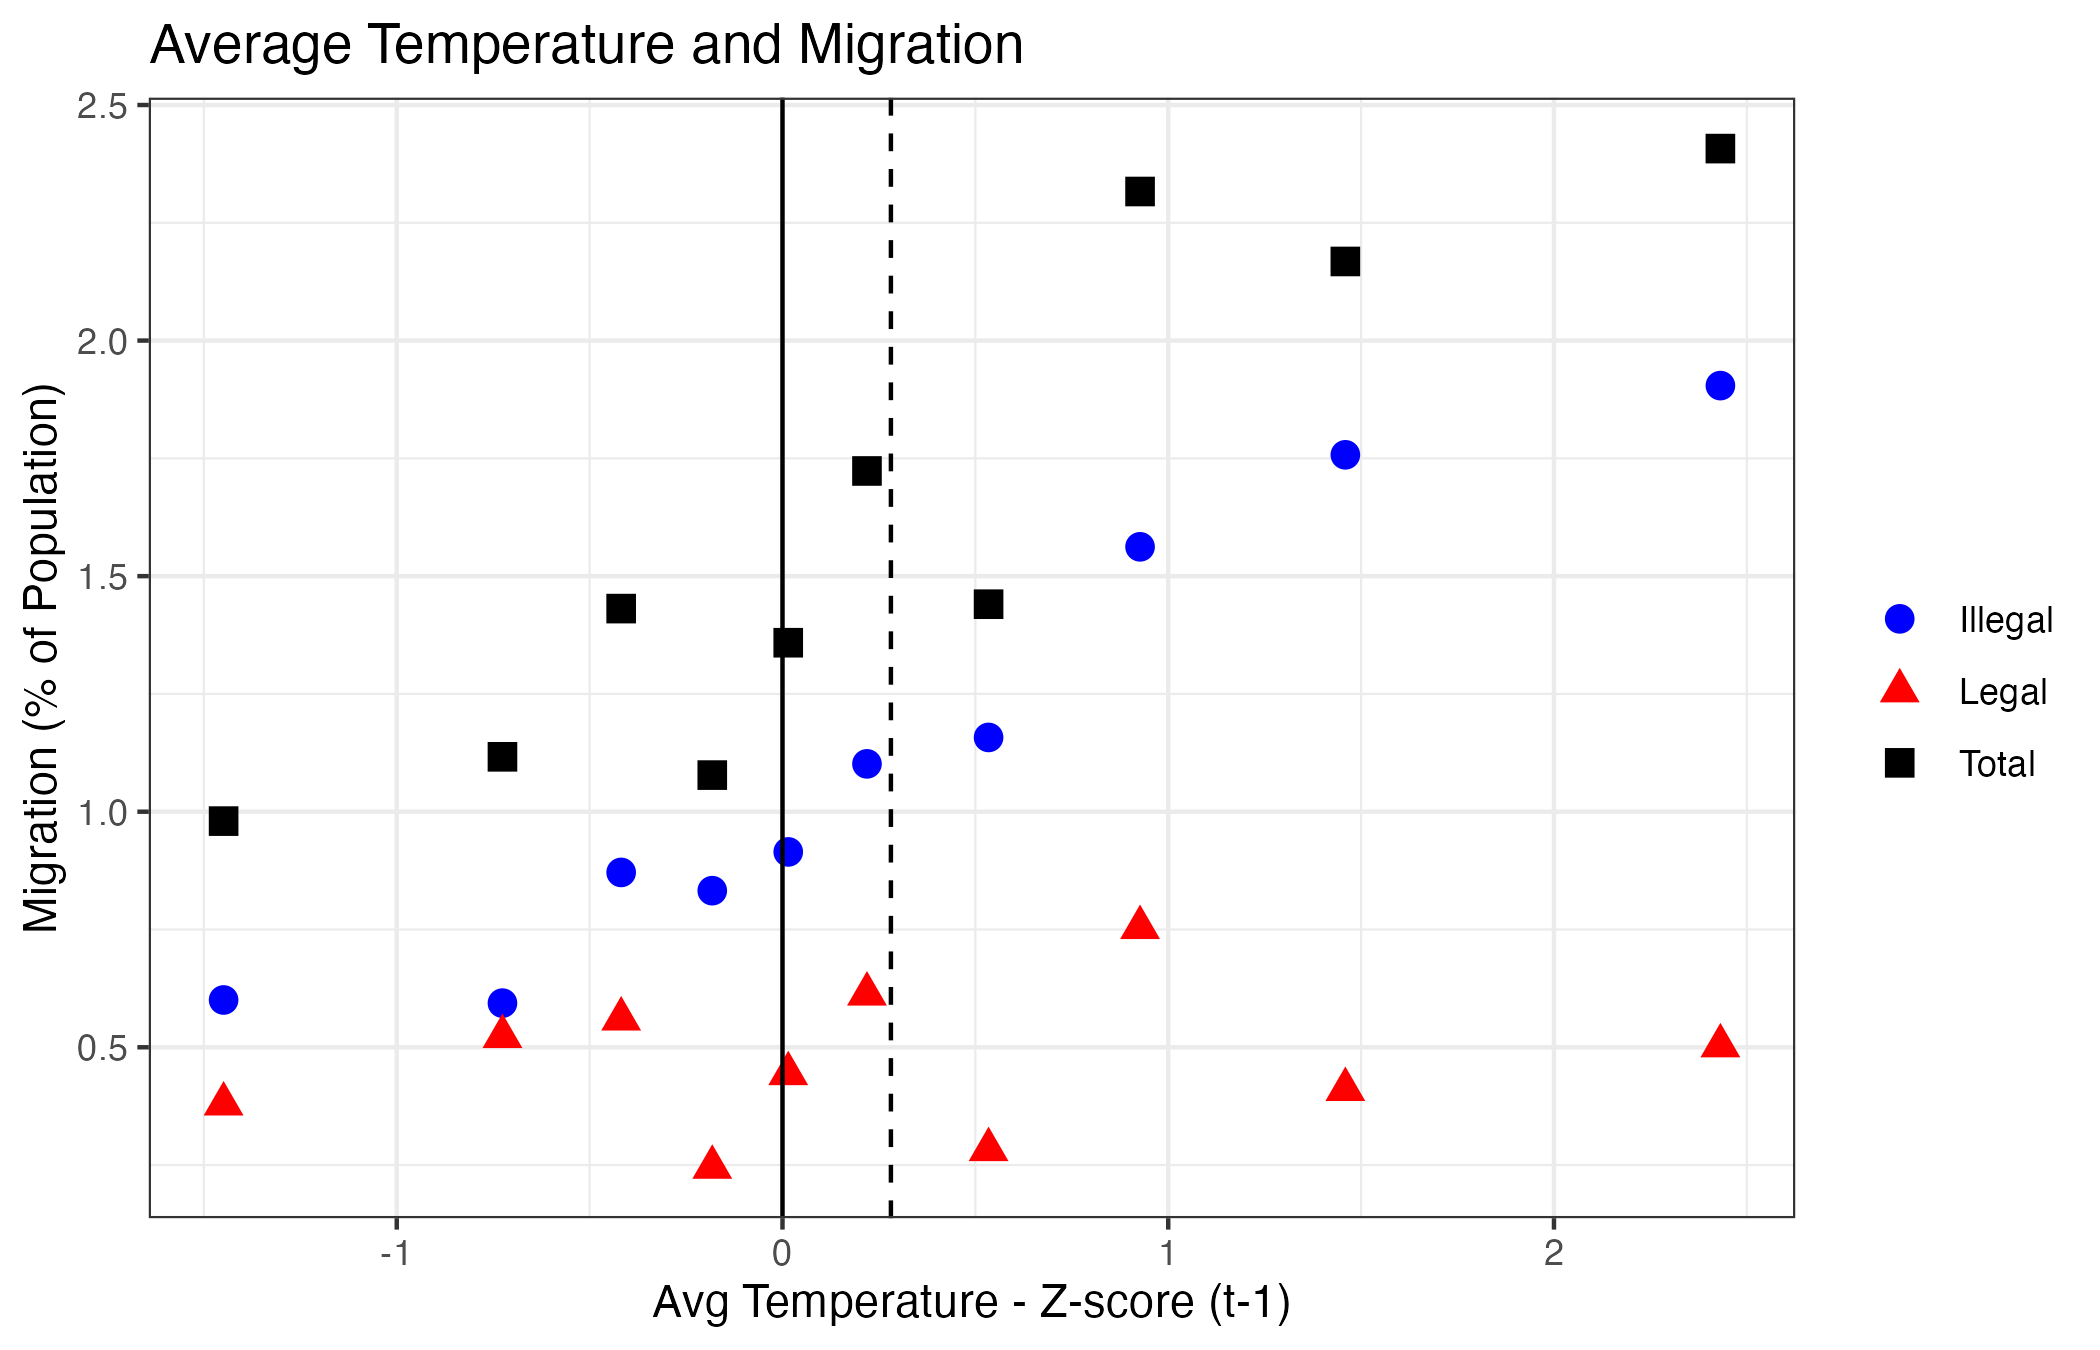 Average Temperature and Migration
Migration (% of Population)
2.5
2.0
1.5
1.0
0.5
-1
0
1
2
Avg Temperature - Z-score (t-1)
Illegal
Legal
Total